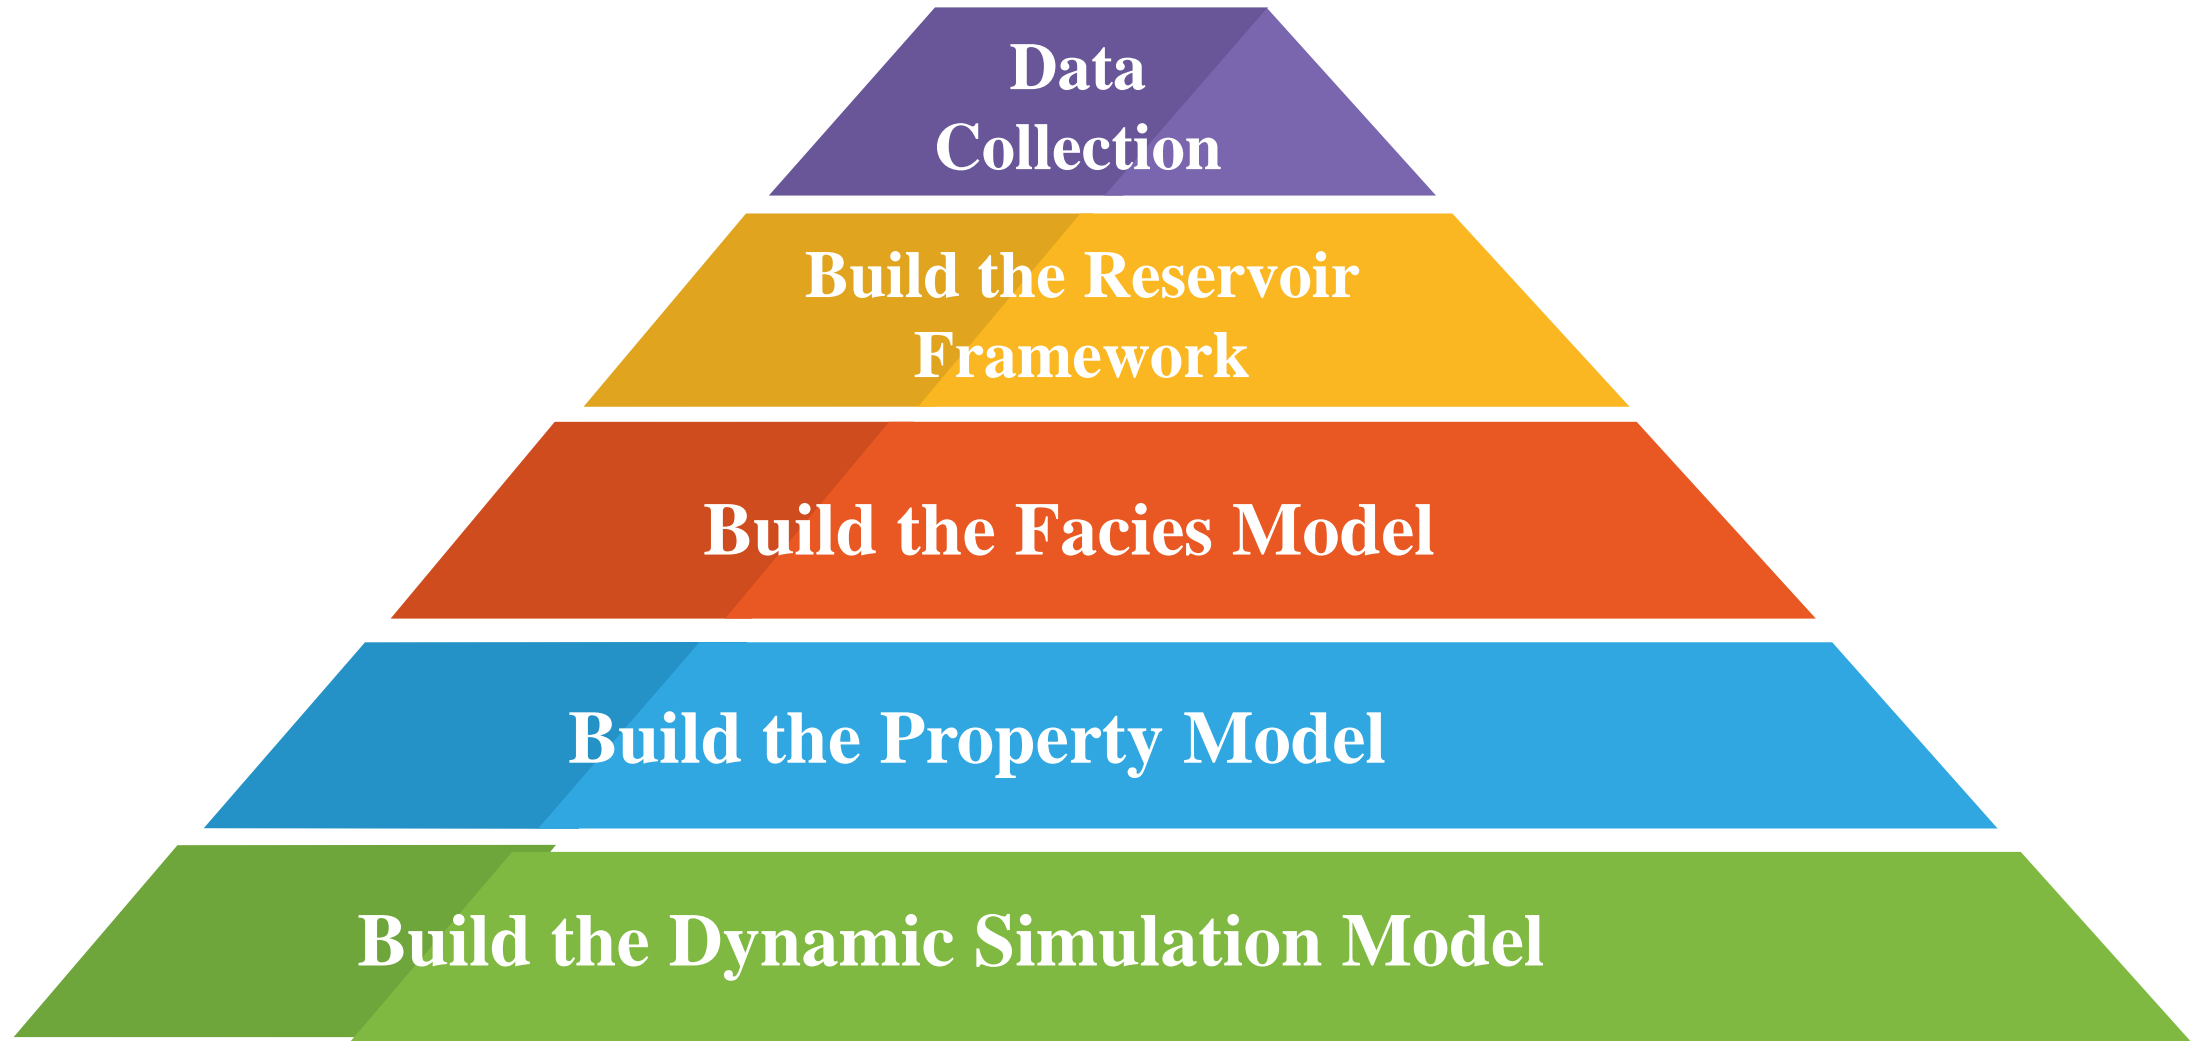 Data
Collection
Build the Reservoir
Framework
Build the Facies Model
Build the Property Model
Build the Dynamic Simulation Model